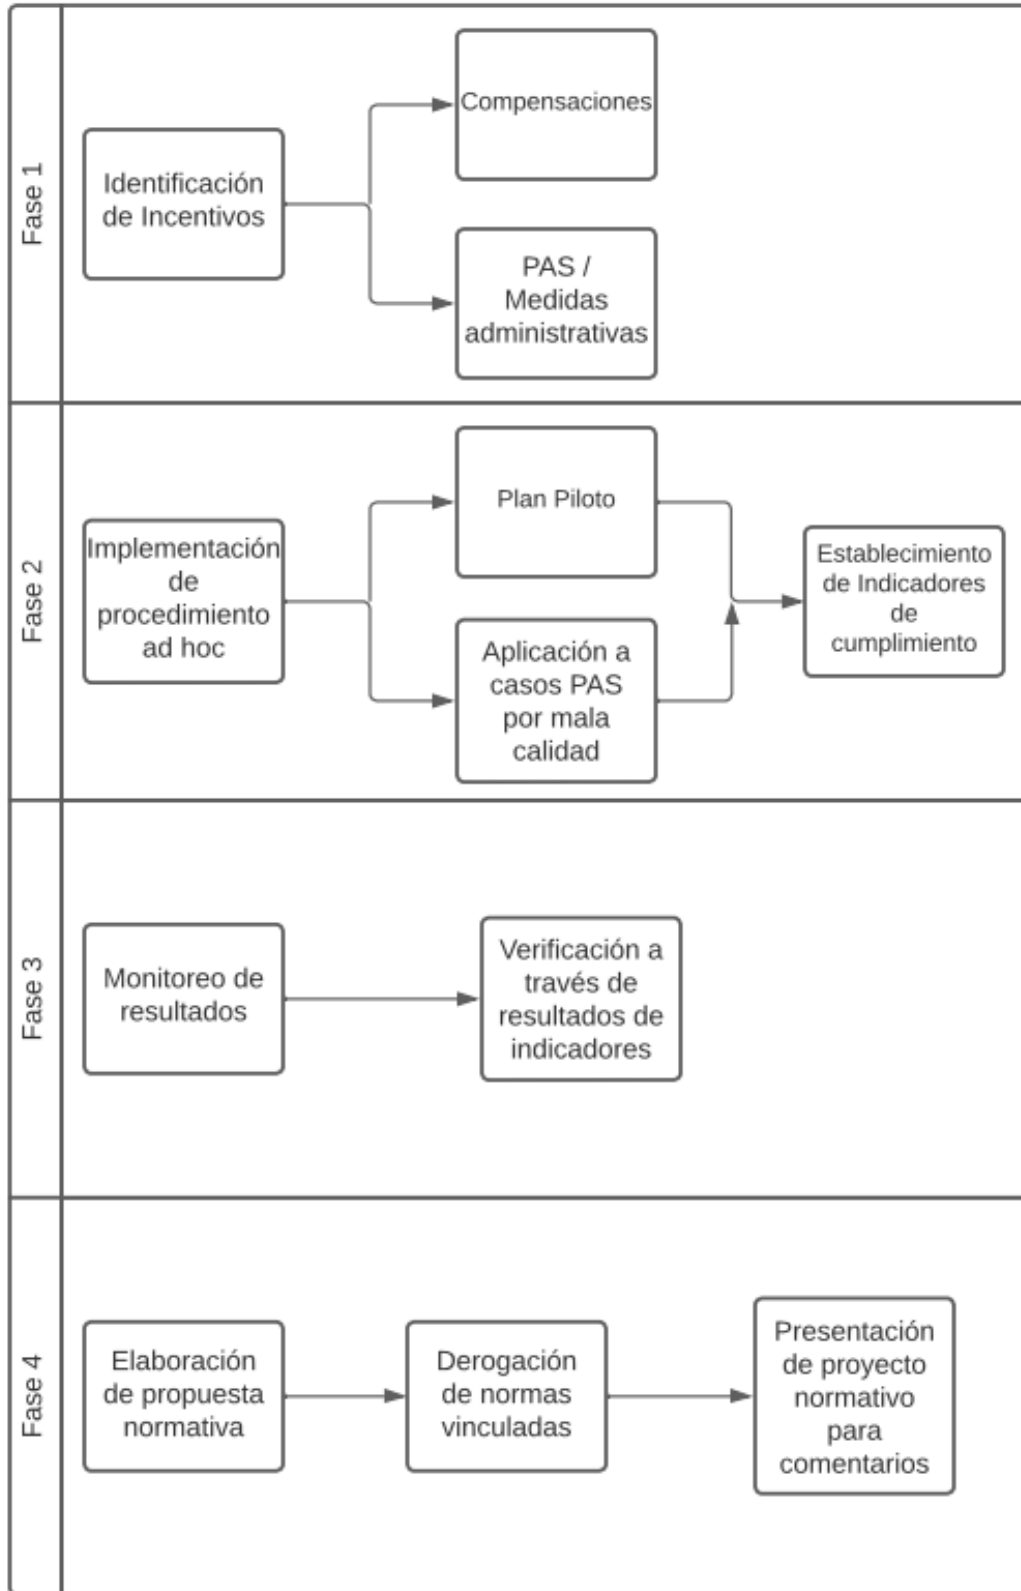 Fase 1
Identificación
de Incentivos
Compensaciones
PAS /
Medidas
administrativas
Fase 2
Implementación
de
procedimiento
ad hoc
Plan Piloto
Aplicación a
casos PAS
por mala
calidad
Establecimiento
de Indicadores
de
cumplimiento
Fase 3
Monitoreo de
resultados
Verificación a
través de
resultados de
indicadores
Fase 4
Elaboración
de propuesta
normativa
Derogación
de normas
vinculadas
Presentación
de proyecto
normativo
para
comentarios